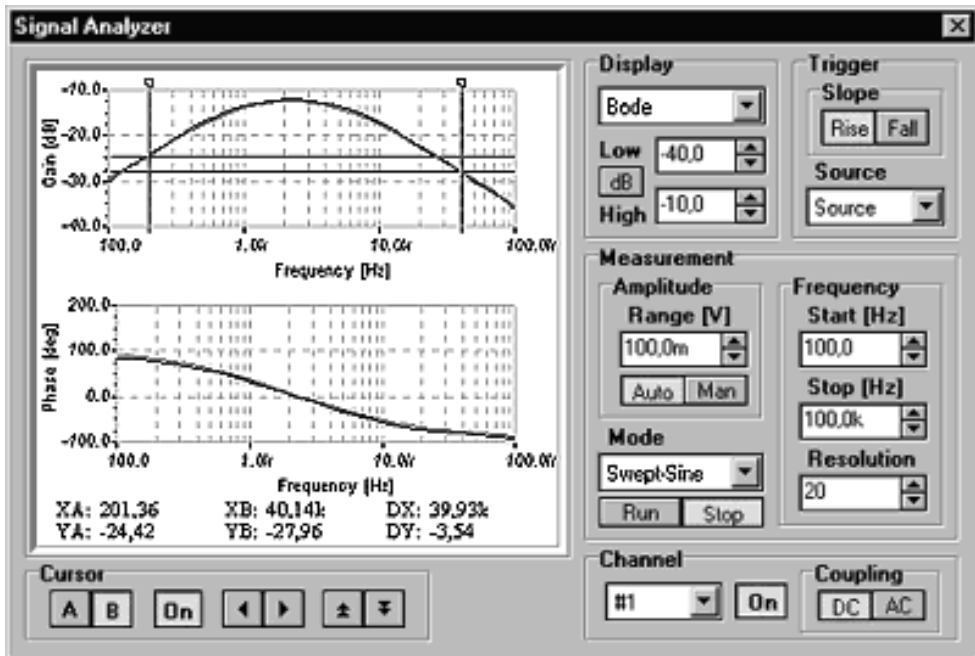 Signal Analyzer
-10.0
-20.0
-30.0
-40.0
Gain [dB]
100.0 1.0k 10.0k 100.0k
Frequency [Hz]
200.0
100.0
0.0
-100.0
Phase [deg]
100.0 1.0k 10.0k 100.0k
Frequency [Hz]
XA: 201,36 XB: 40,14k DX: 39,93k
YA: -24,42 YB: -27,96 DY: -3,54
Cursor
A B On
Display
Bode
Low -40,0
dB
High -10,0
Trigger
Slope
Rise Fall
Source
Source
Measurement
Amplitude
Range [V]
100,0m
Auto Man
Mode
Swept-Sine
Run Stop
Frequency
Start [Hz]
100,0
Stop [Hz]
100,0k
Resolution
20
Channel
#1 On
Coupling
DC AC